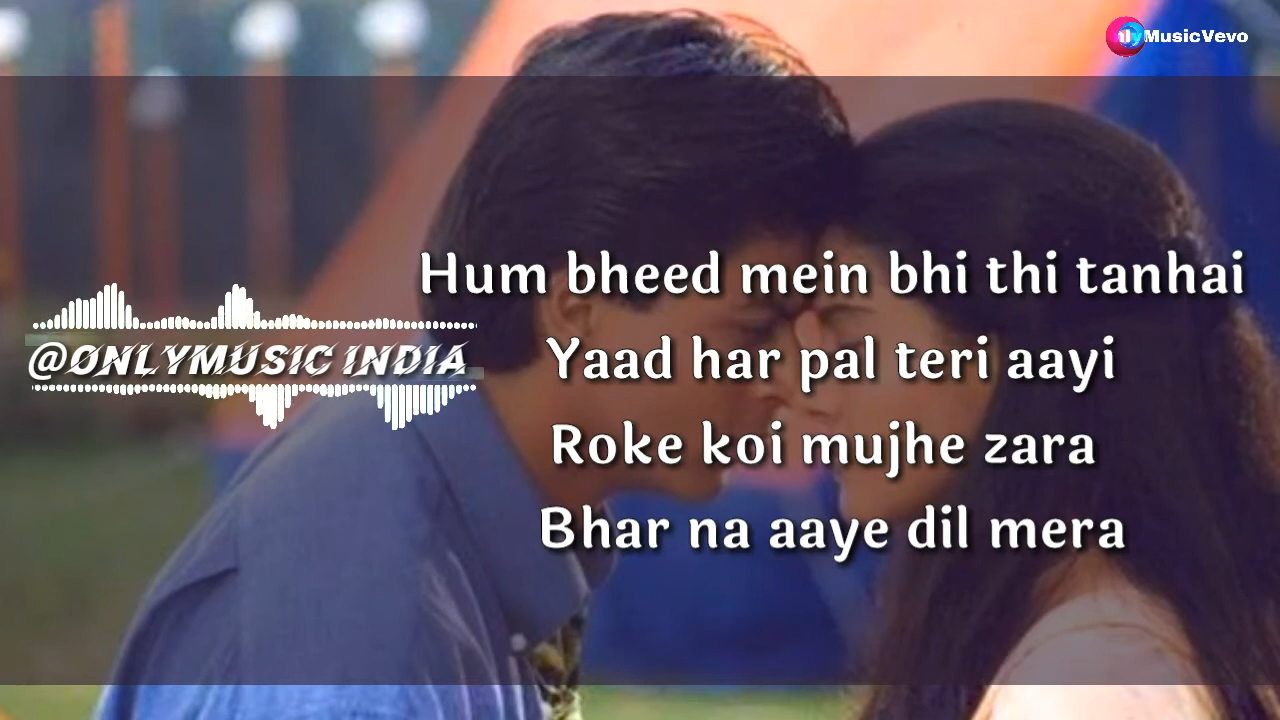 MusicVevo
Hum bheed mein bhi thi tanhai
Yaad har pal teri aayi
@ONLYMUSIC INDIA
Roke koi mujhe zara
Bhar na aaye dil mera